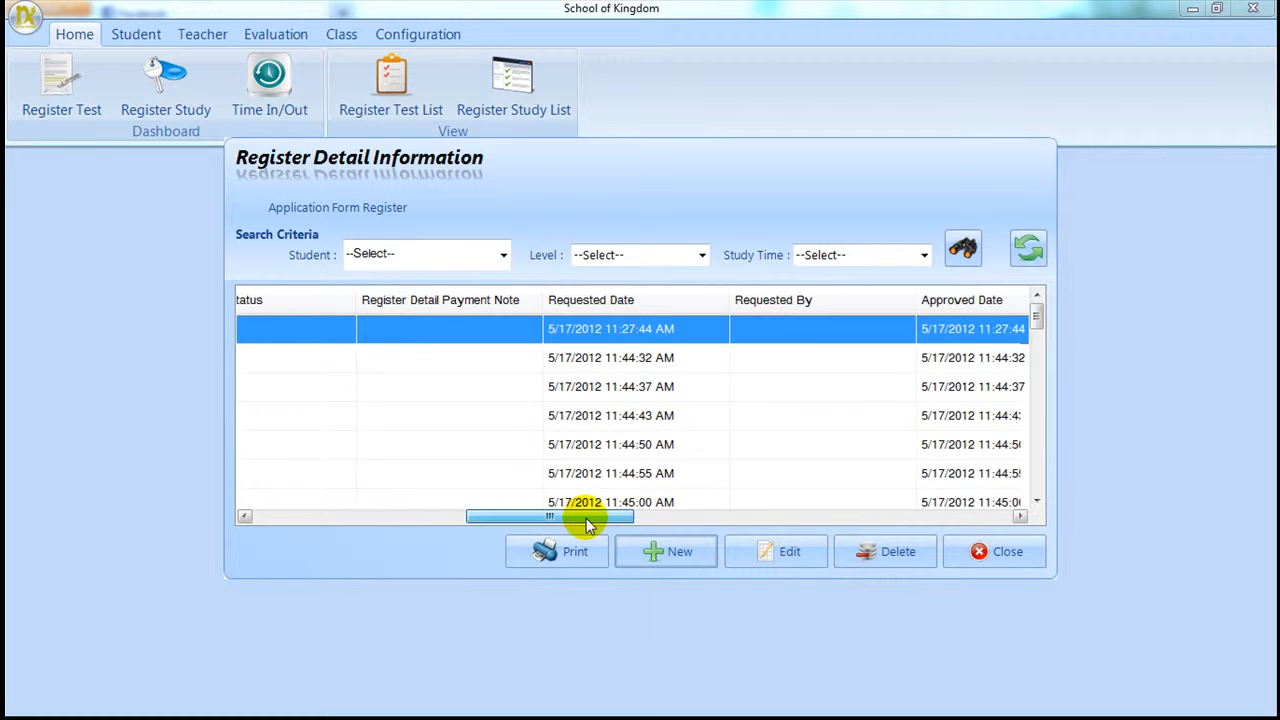 School of Kingdom
Home Student Teacher Evaluation Class Configuration
Register Test Register Study Time In/Out Register Test List Register Study List
Dashboard View
Register Detail Information
Application Form Register
Search Criteria
Student : --Select-- Level : --Select-- Study Time : --Select--
tatus Register Detail Payment Note Requested Date Requested By Approved Date
5/17/2012 11:27:44 AM 5/17/2012 11:27:44
5/17/2012 11:44:32 AM 5/17/2012 11:44:32
5/17/2012 11:44:37 AM 5/17/2012 11:44:37
5/17/2012 11:44:43 AM 5/17/2012 11:44:4
5/17/2012 11:44:50 AM 5/17/2012 11:44:5
5/17/2012 11:44:55 AM 5/17/2012 11:44:5
5/17/2012 11:45:00 AM 5/17/2012 11:45:0
Print New Edit Delete Close